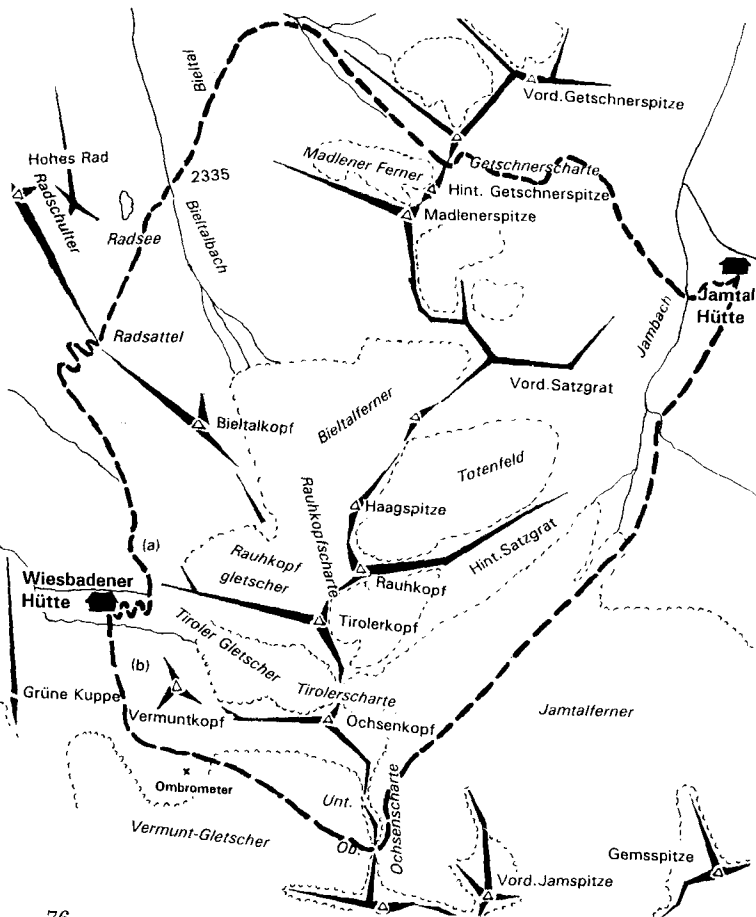 Vord.Getschnerspitze
Bieltal
Hohes Rad
Madlener Ferner
Getschnerscharte
2335
Hint. Getschnerspitze
Radschulter
Madlenerspitze
Radsee
Bieltalbach
Jamtal
Hütte
Jambach
Radsattel
Vord.Satzgrat
Bieltalkopf
Bieltalferner
Totenfeld
Haagspitze
Rauhkopfscharte
Hint.Satzgrat
(a)
Rauhkopf
gletscher
Rauhkopf
Wiesbadener
Hütte
Tirolerkopf
Tiroler Gletscher
(b)
Tirolerscharte
Grüne Kuppe
Vermuntkopf
Ochsenkopf
Jamtalferner
Ombrometer
Unt.
Ochsenscharte
Vermunt-Gletscher
Ob.
Gemsspitze
Vord.Jamspitze
76